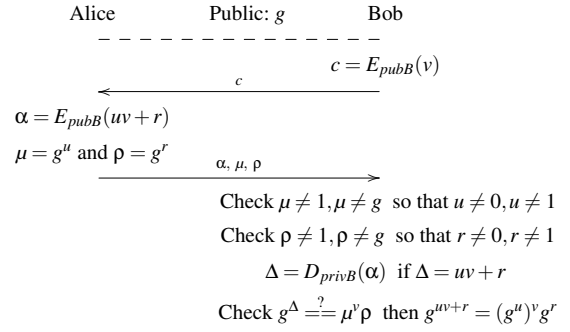 Alice Public: g Bob
c = E_{pubB}(v)
c
α = E_{pubB}(uv + r)
μ = g^u and ρ = g^r
α, μ, ρ
Check μ ≠ 1, μ ≠ g so that u ≠ 0, u ≠ 1
Check ρ ≠ 1, ρ ≠ g so that r ≠ 0, r ≠ 1
Δ = D_{privB}(α) if Δ = uv + r
Check g^Δ ?== μ^v ρ then g^{uv+r} = (g^u)^v g^r